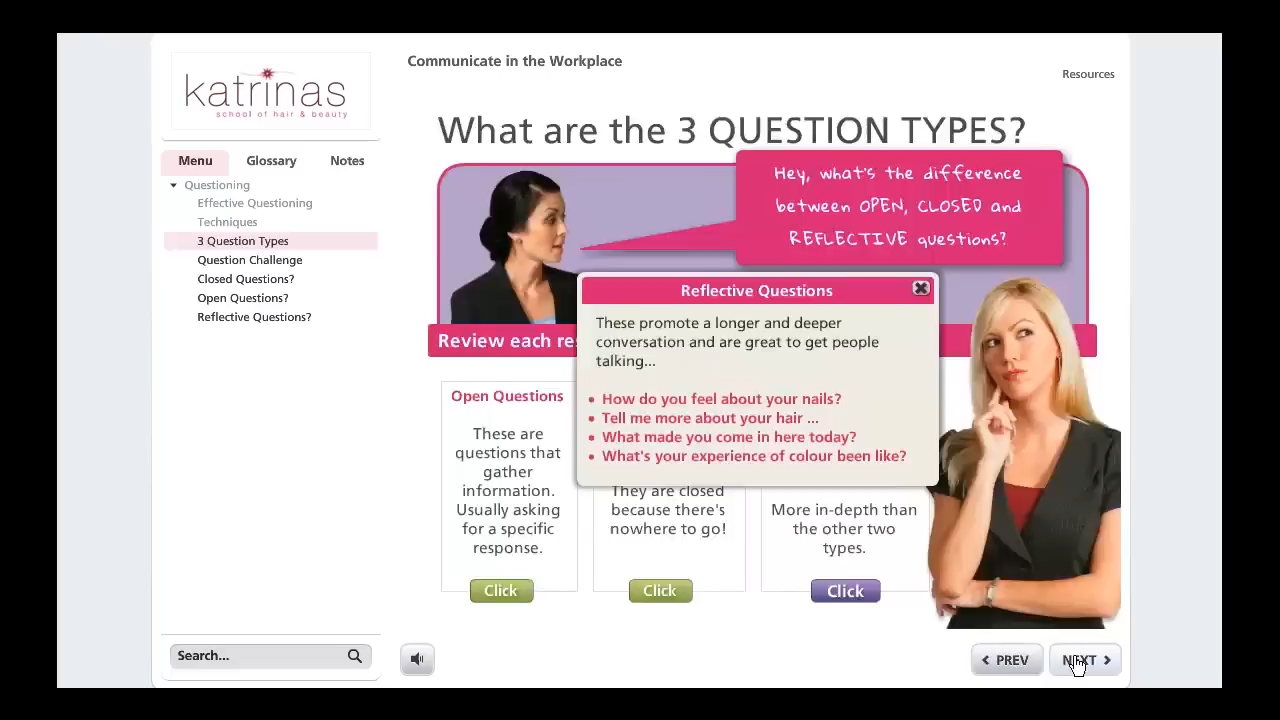 katrinas
school of hair & beauty
Communicate in the Workplace
Resources
Menu
Glossary
Notes
Questioning
Effective Questioning
Techniques
3 Question Types
Question Challenge
Closed Questions?
Open Questions?
Reflective Questions?
What are the 3 QUESTION TYPES?
Hey, what's the difference
between OPEN, CLOSED and
REFLECTIVE questions?
Review each
Reflective Questions
These promote a longer and deeper
conversation and are great to get people
talking...
• How do you feel about your nails?
• Tell me more about your hair ...
• What made you come in here today?
• What's your experience of colour been like?
Open Questions
These are
questions that
gather
information.
Usually asking
for a specific
response.
Click
They are closed
because there's
nowhere to go!
Click
More in-depth than
the other two
types.
Click
Search...
PREV
NEXT